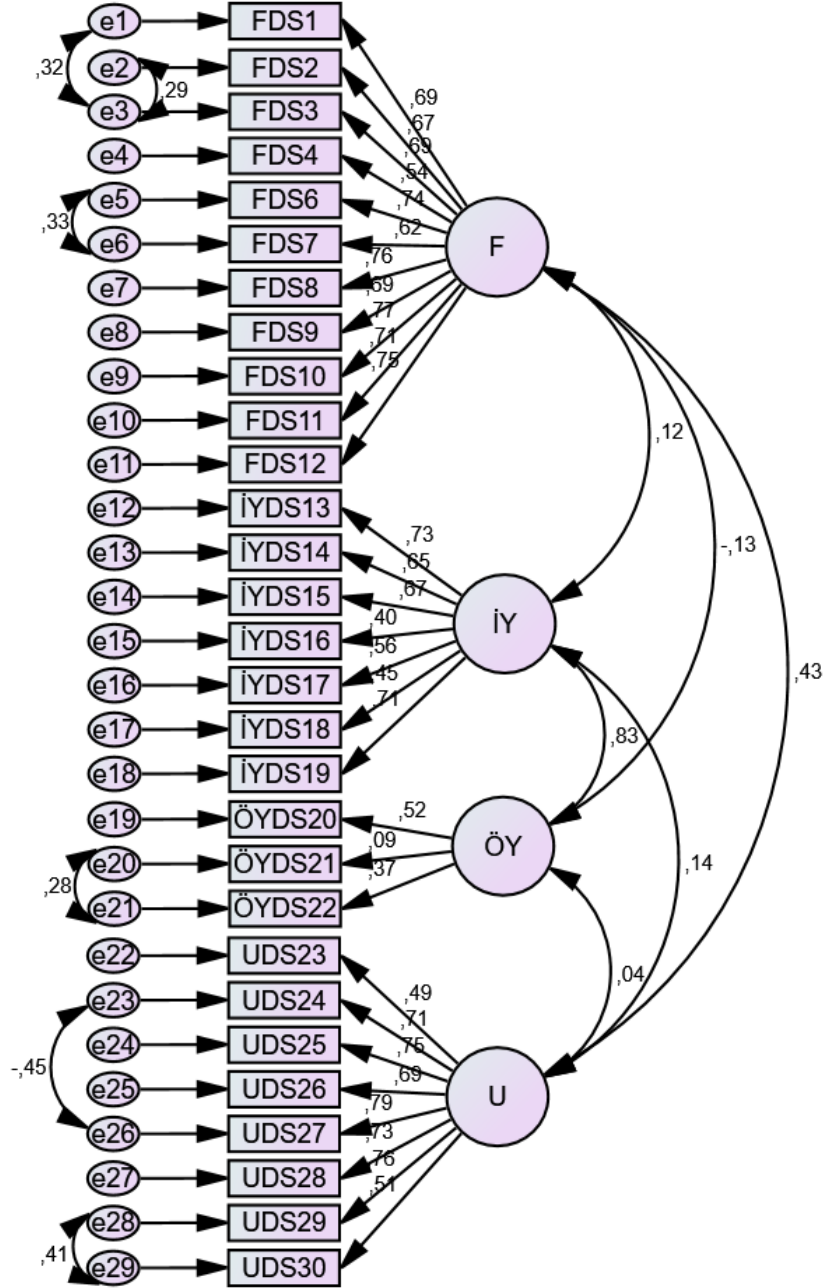 e1 FDS1
,69
,32 e2 FDS2
,29
,67
e3 FDS3
,69
e4 FDS4
,54
,74
e5 FDS6
,33
,62
e6 FDS7
F
,76
e7 FDS8
,69
,77
e8 FDS9
,71
,75
e9 FDS10
e10 FDS11
,12
e11 FDS12
e12 İYDS13
,73
-,13
e13 İYDS14
,65
,67
e14 İYDS15
,40
İY
e15 İYDS16
,56
,45
,43
e16 İYDS17
,71
e17 İYDS18
,83
e18 İYDS19
e19 ÖYDS20
,52
,09
ÖY
e20 ÖYDS21
,37
,14
,28
e21 ÖYDS22
e22 UDS23
,04
,49
e23 UDS24
,71
,75
e24 UDS25
-,45
,69
e25 UDS26
,79
U
e26 UDS27
,73
,76
e27 UDS28
,51
e28 UDS29
,41
e29 UDS30